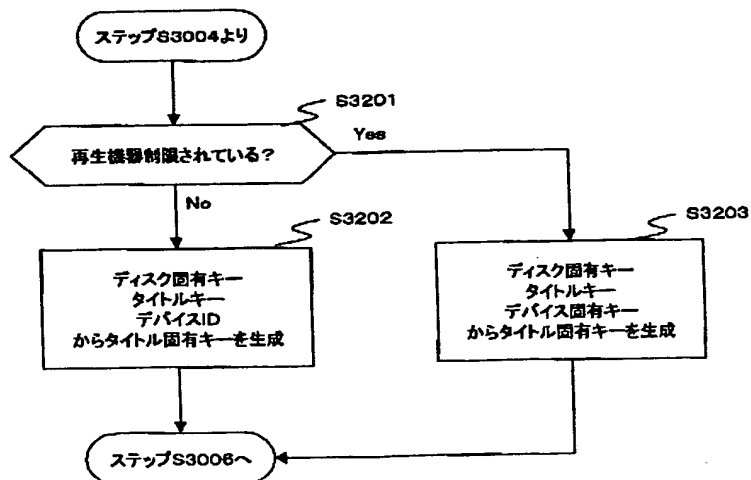 ステップS3004より
S3201
再生機器制限されている？
Yes
No
S3202
ディスク固有キー
タイトルキー
デバイスID
からタイトル固有キーを生成
S3203
ディスク固有キー
タイトルキー
デバイス固有キー
からタイトル固有キーを生成
ステップS3006へ